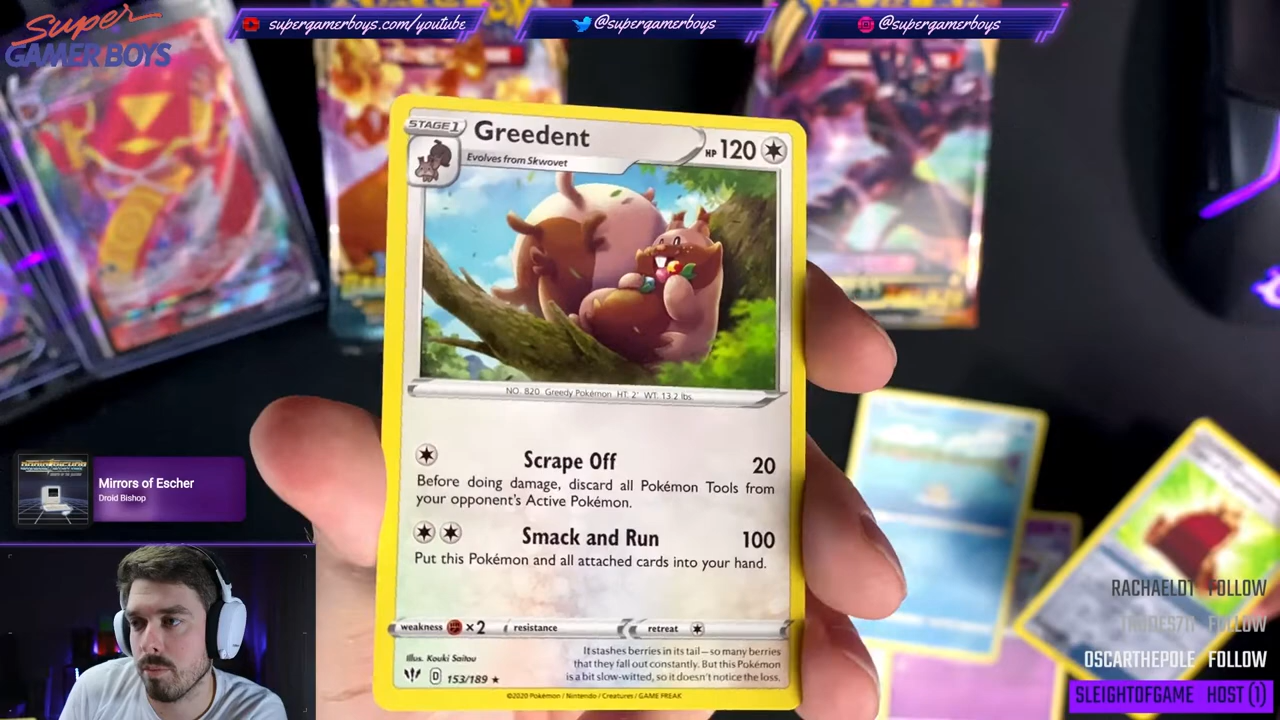 Super
GAMER BOYS
supergamerboys.com/youtube
@supergamerboys
@supergamerboys
STAGE 1
Greedent
HP 120
Evolves from Skwovet
NO. 820 Greedy Pokémon HT. 2' WT. 13.2 lbs.
Scrape Off 20
Before doing damage, discard all Pokémon Tools from
your opponent's Active Pokémon.
Smack and Run 100
Put this Pokémon and all attached cards into your hand.
weakness ×2 resistance retreat
Illus. Kouki Saitou
D 153/189 ★
It stashes berries in its tail—so many berries
that they fall out constantly. But this Pokémon
is a bit slow-witted, so it doesn't notice the loss.
©2020 Pokémon / Nintendo / Creatures / GAME FREAK
Mirrors of Escher
Droid Bishop
RACHAELDT FOLLOW
FOLLOW
OSCARTHEPOLE FOLLOW
SLEIGHTOFGAME HOST (1)